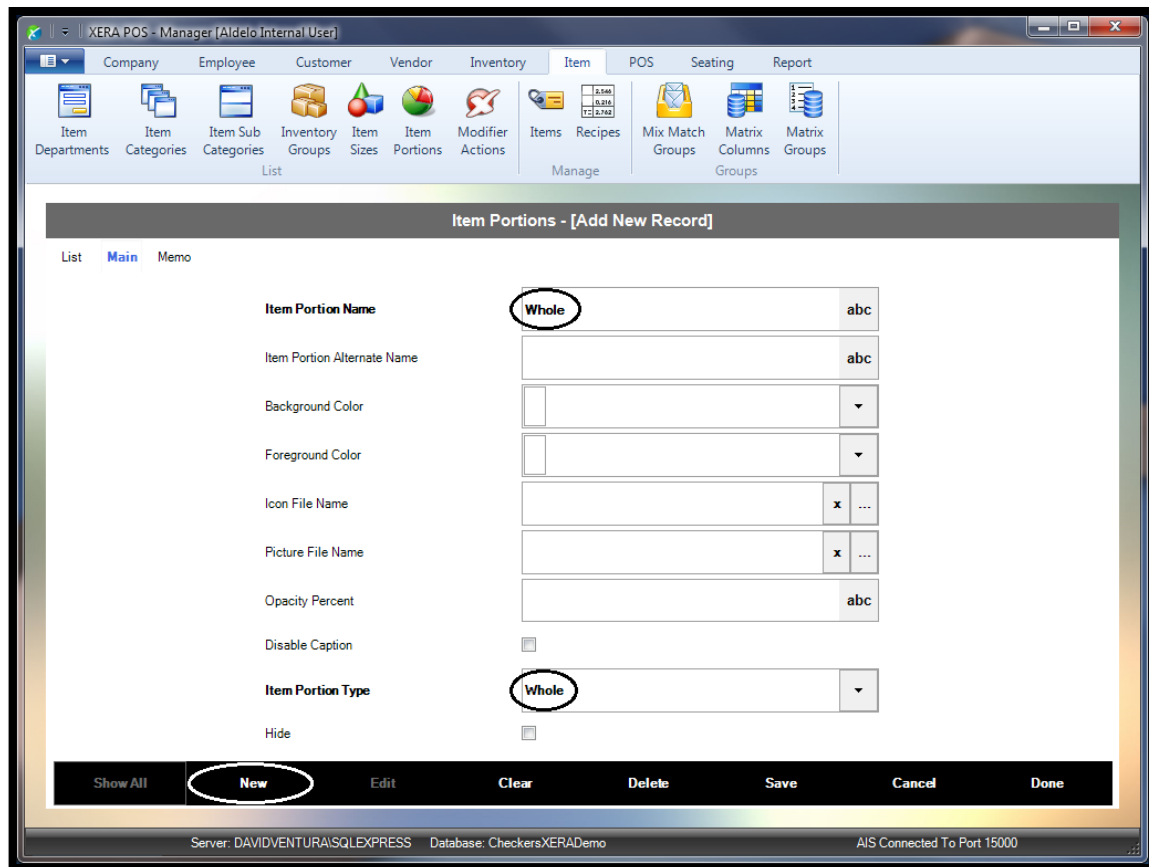 XERA POS - Manager [Aldelo Internal User]
Company Employee Customer Vendor Inventory Item POS Seating Report
Item Departments Item Categories Item Sub Categories Inventory Groups Item Sizes Item Portions Modifier Actions Items Recipes Mix Match Groups Matrix Columns Matrix Groups
List Manage Groups
Item Portions - [Add New Record]
List Main Memo
Item Portion Name Whole abc
Item Portion Alternate Name abc
Background Color
Foreground Color
Icon File Name x ...
Picture File Name x ...
Opacity Percent abc
Disable Caption
Item Portion Type Whole
Hide
Show All New Edit Clear Delete Save Cancel Done
Server: DAVIDVENTURA\SQLEXPRESS Database: CheckersXERADemo AIS Connected To Port 15000